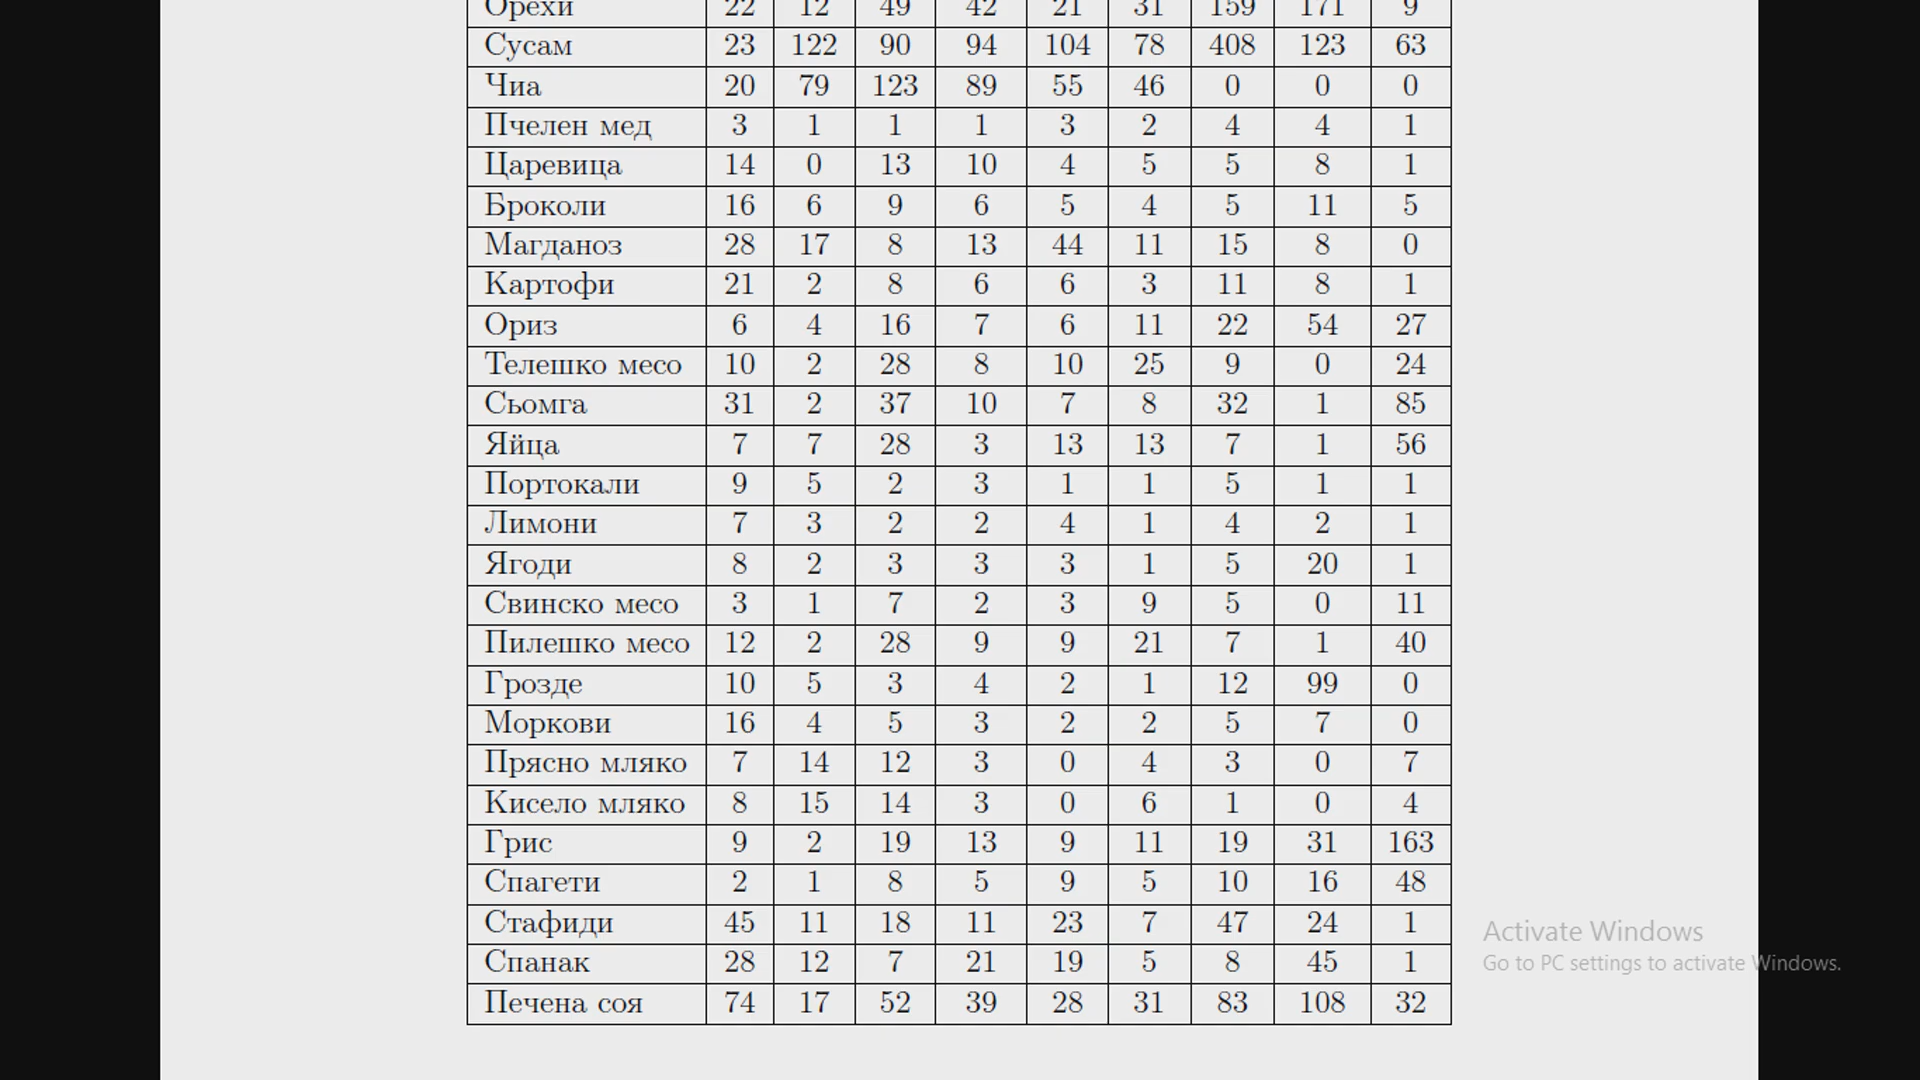 Орехи 22 12 49 42 21 31 159 171 9
Сусам 23 122 90 94 104 78 408 123 63
Чиа 20 79 123 89 55 46 0 0 0
Пчелен мед 3 1 1 1 3 2 4 4 1
Царевица 14 0 13 10 4 5 5 8 1
Броколи 16 6 9 6 5 4 5 11 5
Магданоз 28 17 8 13 44 11 15 8 0
Картофи 21 2 8 6 6 3 11 8 1
Ориз 6 4 16 7 6 11 22 54 27
Телешко месо 10 2 28 8 10 25 9 0 24
Сьомга 31 2 37 10 7 8 32 1 85
Яйца 7 7 28 3 13 13 7 1 56
Портокали 9 5 2 3 1 1 5 1 1
Лимони 7 3 2 2 4 1 4 2 1
Ягоди 8 2 3 3 3 1 5 20 1
Свинско месо 3 1 7 2 3 9 5 0 11
Пилешко месо 12 2 28 9 9 21 7 1 40
Грозде 10 5 3 4 2 1 12 99 0
Моркови 16 4 5 3 2 2 5 7 0
Прясно мляко 7 14 12 3 0 4 3 0 7
Кисело мляко 8 15 14 3 0 6 1 0 4
Грис 9 2 19 13 9 11 19 31 163
Спагети 2 1 8 5 9 5 10 16 48
Стафиди 45 11 18 11 23 7 47 24 1
Спанак 28 12 7 21 19 5 8 45 1
Печена соя 74 17 52 39 28 31 83 108 32
Activate Windows
Go to PC settings to activate Windows.